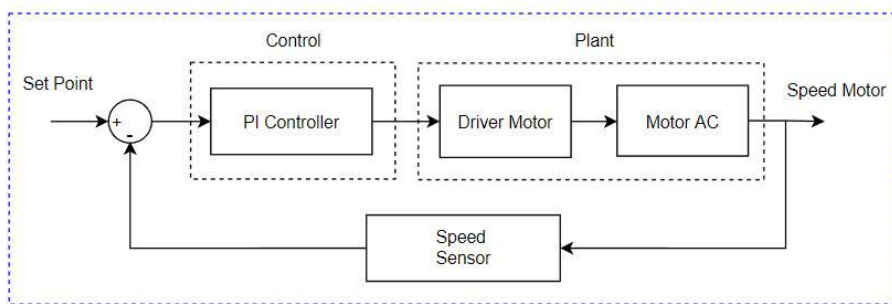 Control
Plant
Set Point
Speed Motor
+
-
PI Controller
Driver Motor
Motor AC
Speed
Sensor